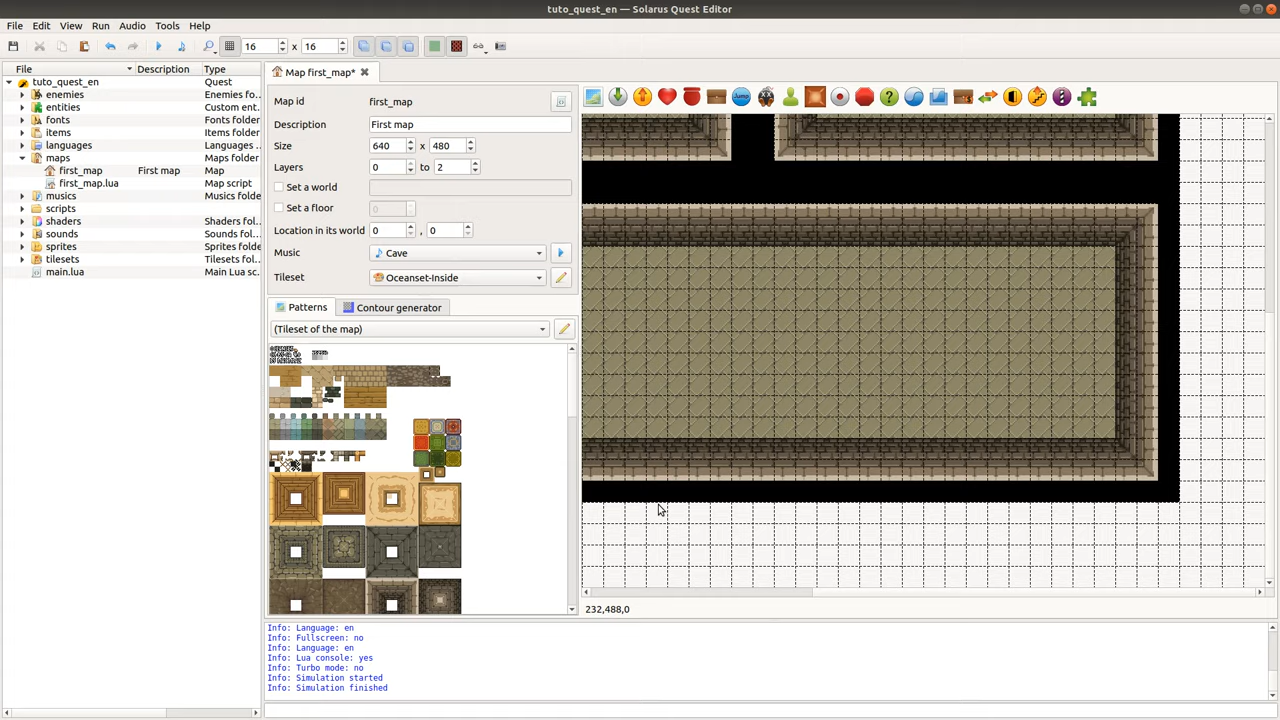 tuto_quest_en — Solarus Quest Editor
File Edit View Run Audio Tools Help
16 x 16
File Description Type
tuto_quest_en Quest
enemies Enemies fo...
entities Custom ent...
fonts Fonts folder
items Items folder
languages Languages ...
maps Maps folder
first_map First map Map
first_map.lua Map script
musics Musics folde
scripts Folder
shaders Shaders fol...
sounds Sounds fold...
sprites Sprites folder
tilesets Tilesets fol...
main.lua Main Lua sc...
Map first_map*
Map id first_map
Description First map
Size 640 x 480
Layers 0 to 2
Set a world
Set a floor 0
Location in its world 0 , 0
Music Cave
Tileset Oceanset-Inside
Patterns Contour generator
(Tileset of the map)
Jump
232,488,0
Info: Language: en
Info: Fullscreen: no
Info: Language: en
Info: Lua console: yes
Info: Turbo mode: no
Info: Simulation started
Info: Simulation finished